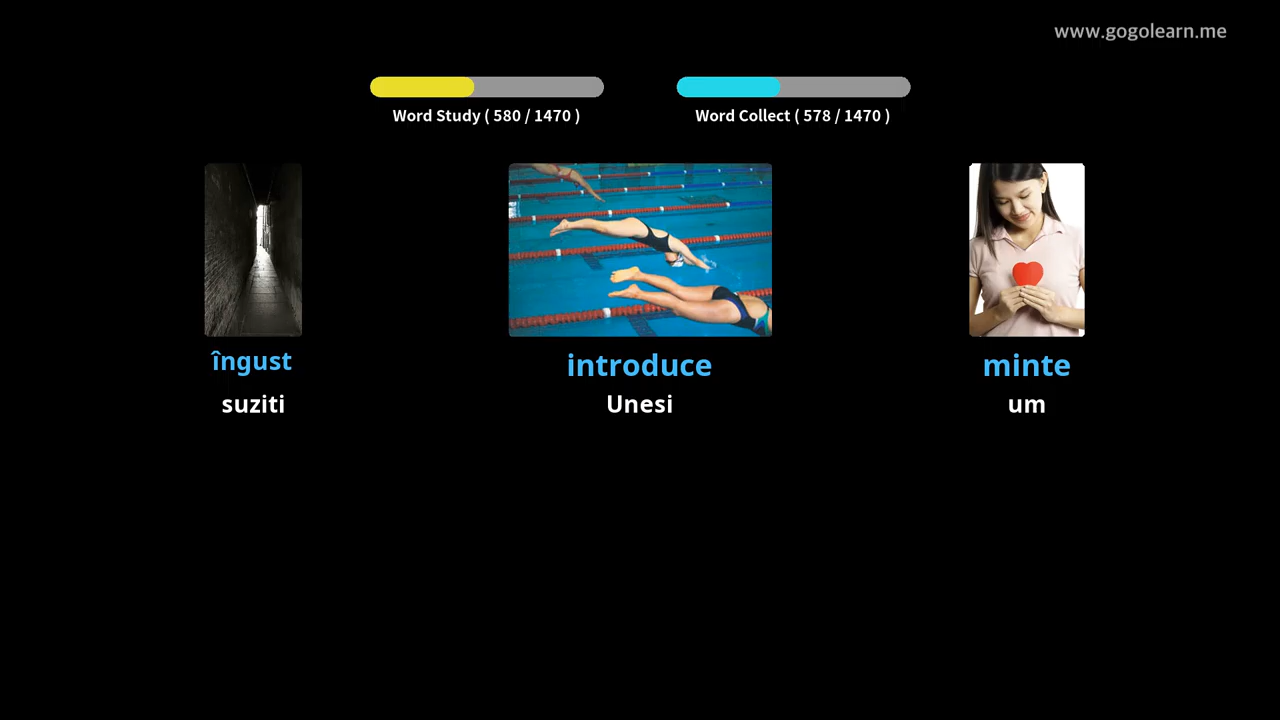 www.gogolearn.me
Word Study ( 580 / 1470 )
Word Collect ( 578 / 1470 )
îngust
introduce
minte
suziti
Unesi
um